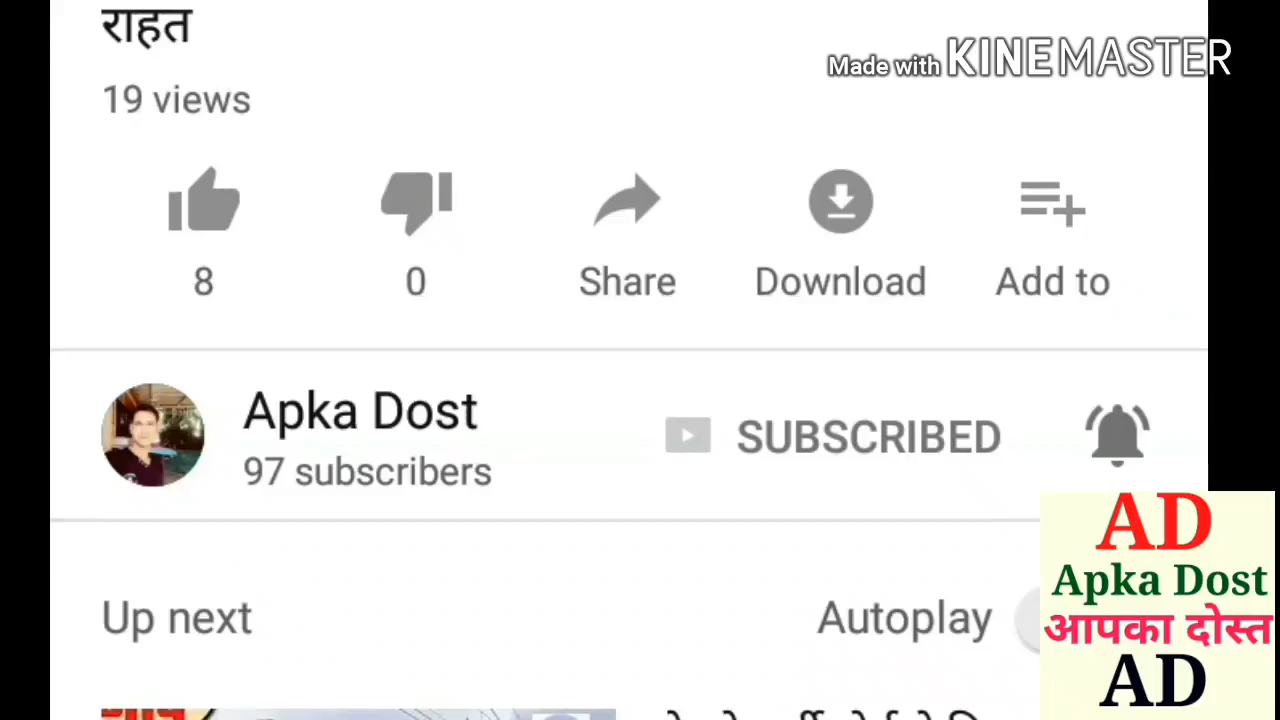 राहत
Made with KINEMASTER
19 views
8
0
Share
Download
Add to
Apka Dost
97 subscribers
SUBSCRIBED
AD
Apka Dost
आपका दोस्त
AD
Up next
Autoplay